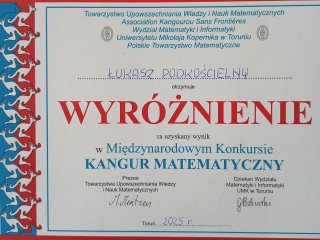 Towarzystwo Upowszechniania Wiedzy i Nauk Matematycznych
Association Kangourou Sans Frontières
Wydział Matematyki i Informatyki
Uniwersytetu Mikołaja Kopernika w Toruniu
Polskie Towarzystwo Matematyczne
ŁUKASZ PODKOŚCIELNY
otrzymuje
WYRÓŻNIENIE
za uzyskany wynik
w Międzynarodowym Konkursie
KANGUR MATEMATYCZNY
Prezes
Towarzystwa Upowszechniania Wiedzy
i Nauk Matematycznych
Dziekan Wydziału
Matematyki i Informatyki
UMK w Toruniu
Toruń, 2025 r.